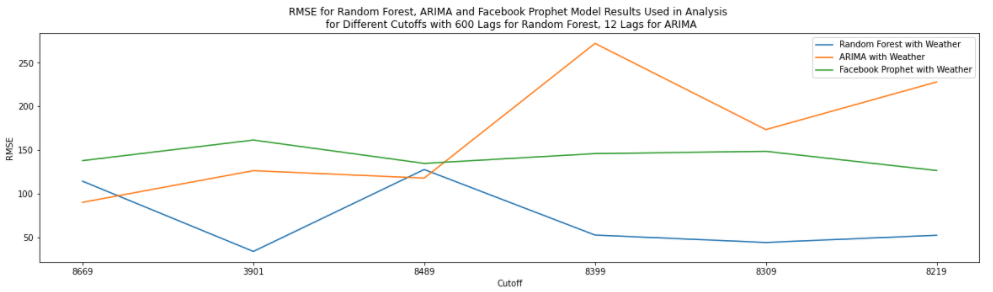 RMSE for Random Forest, ARIMA and Facebook Prophet Model Results Used in Analysis
for Different Cutoffs with 600 Lags for Random Forest, 12 Lags for ARIMA
Random Forest with Weather
ARIMA with Weather
Facebook Prophet with Weather
250
200
150
100
50
RMSE
8669 3901 8489 8399 8309 8219
Cutoff